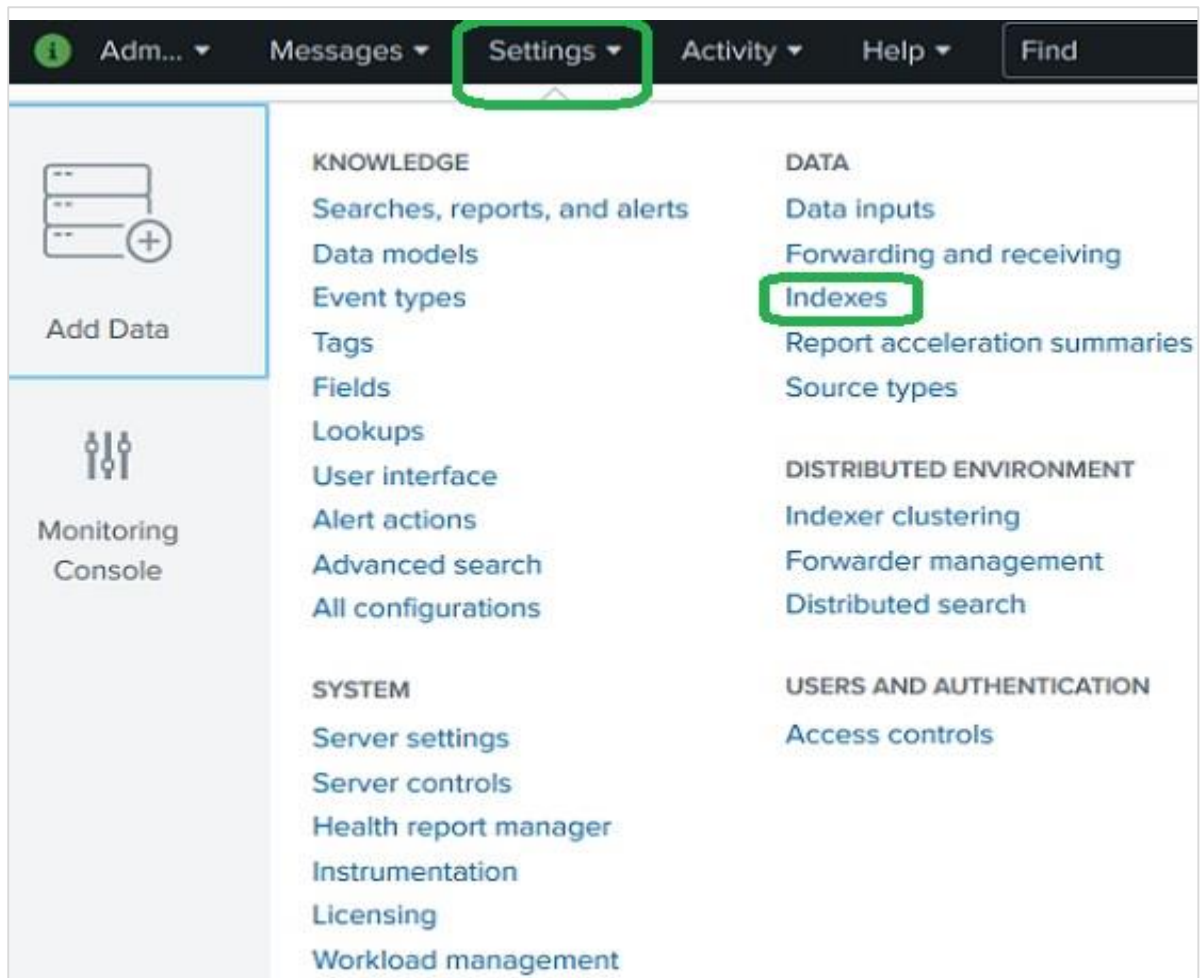 i Adm... Messages Settings Activity Help Find
Add Data
Monitoring
Console
KNOWLEDGE
Searches, reports, and alerts
Data models
Event types
Tags
Fields
Lookups
User interface
Alert actions
Advanced search
All configurations
SYSTEM
Server settings
Server controls
Health report manager
Instrumentation
Licensing
Workload management
DATA
Data inputs
Forwarding and receiving
Indexes
Report acceleration summaries
Source types
DISTRIBUTED ENVIRONMENT
Indexer clustering
Forwarder management
Distributed search
USERS AND AUTHENTICATION
Access controls